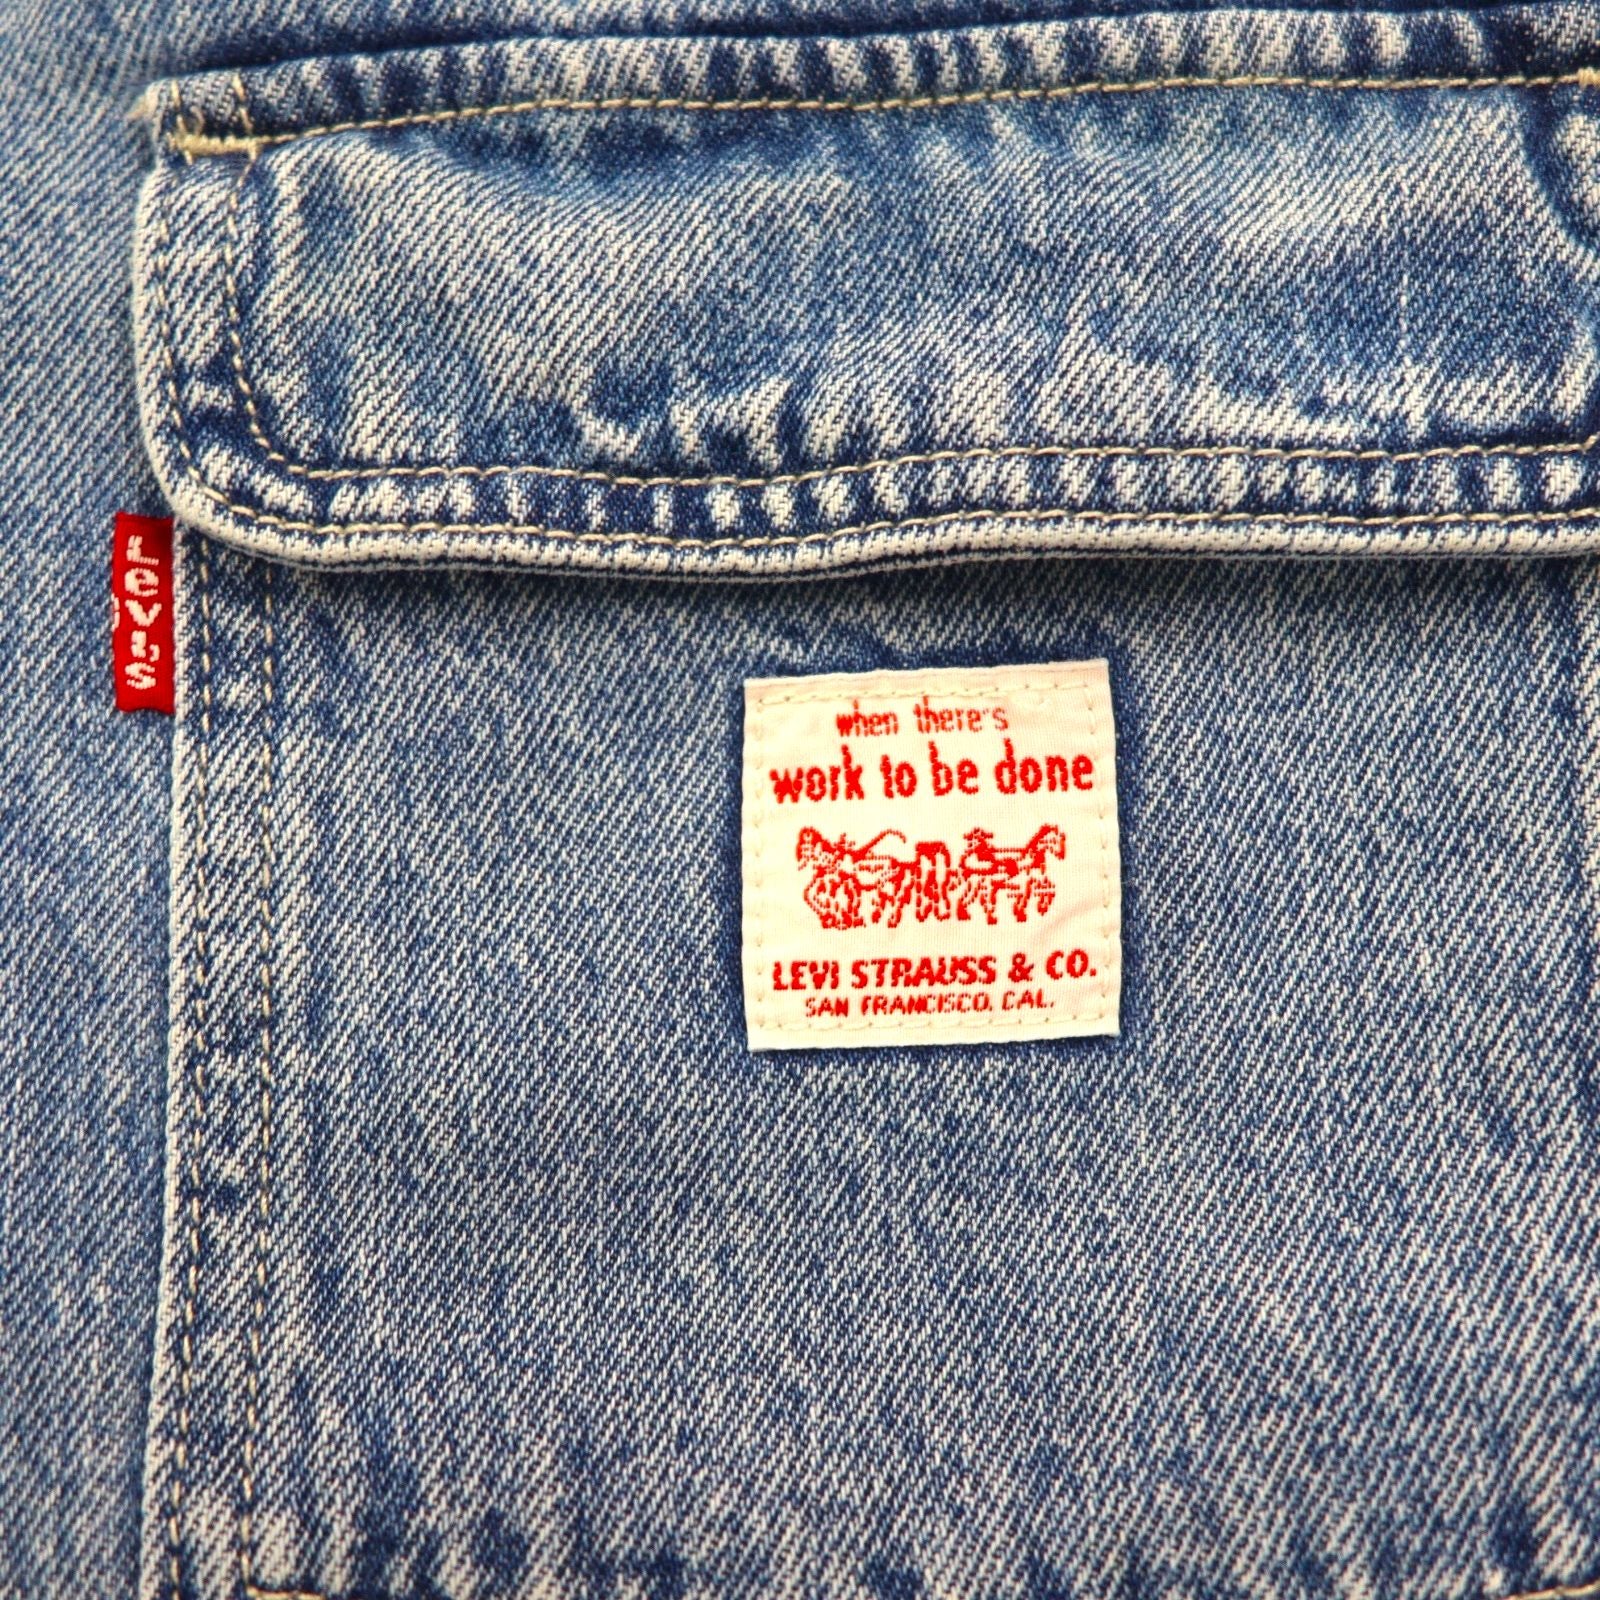 Levi's
when there's
work to be done
LEVI STRAUSS & CO.
SAN FRANCISCO, CAL.